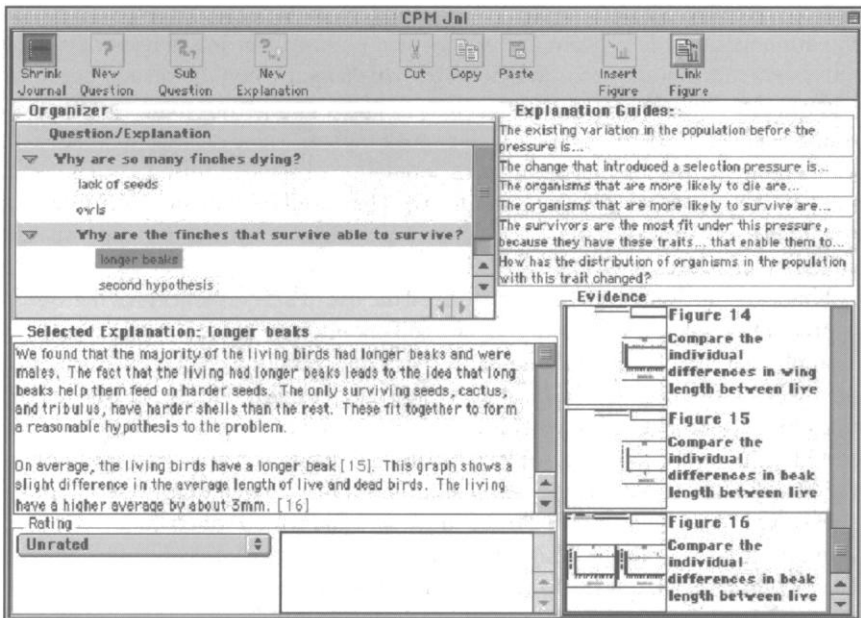 CPM Jnl
Shrink Journal
New Question
Sub Question
New Explanation
Cut
Copy
Paste
Insert Figure
Link Figure
Organizer
Question/Explanation
Why are so many finches dying?
lack of seeds
owls
Why are the finches that survive able to survive?
longer beaks
second hypothesis
Explanation Guides:
The existing variation in the population before the
pressure is...
The change that introduced a selection pressure is...
The organisms that are more likely to die are...
The organisms that are more likely to survive are...
The survivors are the most fit under this pressure,
because they have these traits... that enable them to...
How has the distribution of organisms in the population
with this trait changed?
Selected Explanation: longer beaks
We found that the majority of the living birds had longer beaks and were
males. The fact that the living had longer beaks leads to the idea that long
beaks help them feed on harder seeds. The only surviving seeds, cactus,
and tribulus, have harder shells than the rest. These fit together to form
a reasonable hypothesis to the problem.
On average, the living birds have a longer beak [15]. This graph shows a
slight difference in the average length of live and dead birds. The living
have a higher average by about 3mm. [16]
Rating
Unrated
Evidence
Figure 14
Compare the
individual
differences in wing
length between live
Figure 15
Compare the
individual
differences in beak
length between live
Figure 16
Compare the
individual
differences in beak
length between live